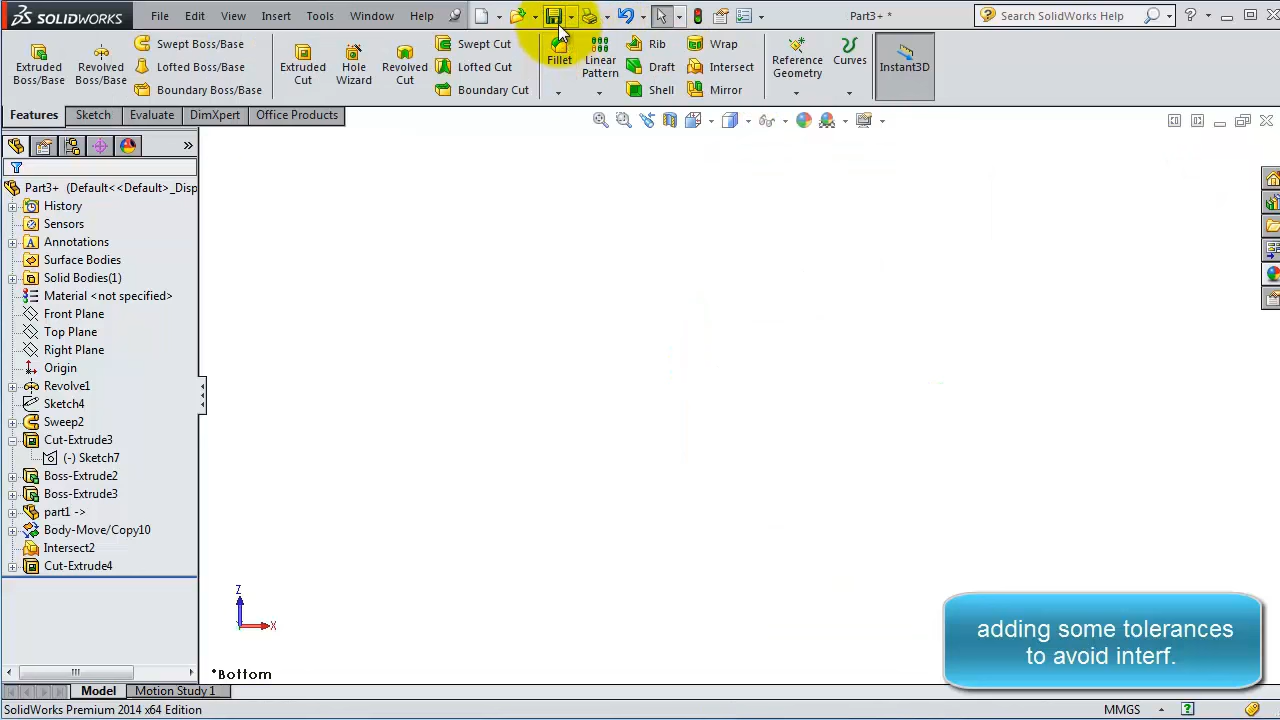 SOLIDWORKS File Edit View Insert Tools Window Help Part3+ * Search SolidWorks Help
Extruded Boss/Base
Revolved Boss/Base
Swept Boss/Base
Lofted Boss/Base
Boundary Boss/Base
Extruded Cut
Hole Wizard
Revolved Cut
Swept Cut
Lofted Cut
Boundary Cut
Fillet
Linear Pattern
Rib
Draft
Shell
Wrap
Intersect
Mirror
Reference Geometry
Curves
Instant3D
Features Sketch Evaluate DimXpert Office Products
Part3+ (Default<<Default>_Disp
History
Sensors
Annotations
Surface Bodies
Solid Bodies(1)
Material <not specified>
Front Plane
Top Plane
Right Plane
Origin
Revolve1
Sketch4
Sweep2
Cut-Extrude3
(-) Sketch7
Boss-Extrude2
Boss-Extrude3
part1 ->
Body-Move/Copy10
Intersect2
Cut-Extrude4
Z
X
*Bottom
adding some tolerances
to avoid interf.
Model Motion Study 1
SolidWorks Premium 2014 x64 Edition MMGS